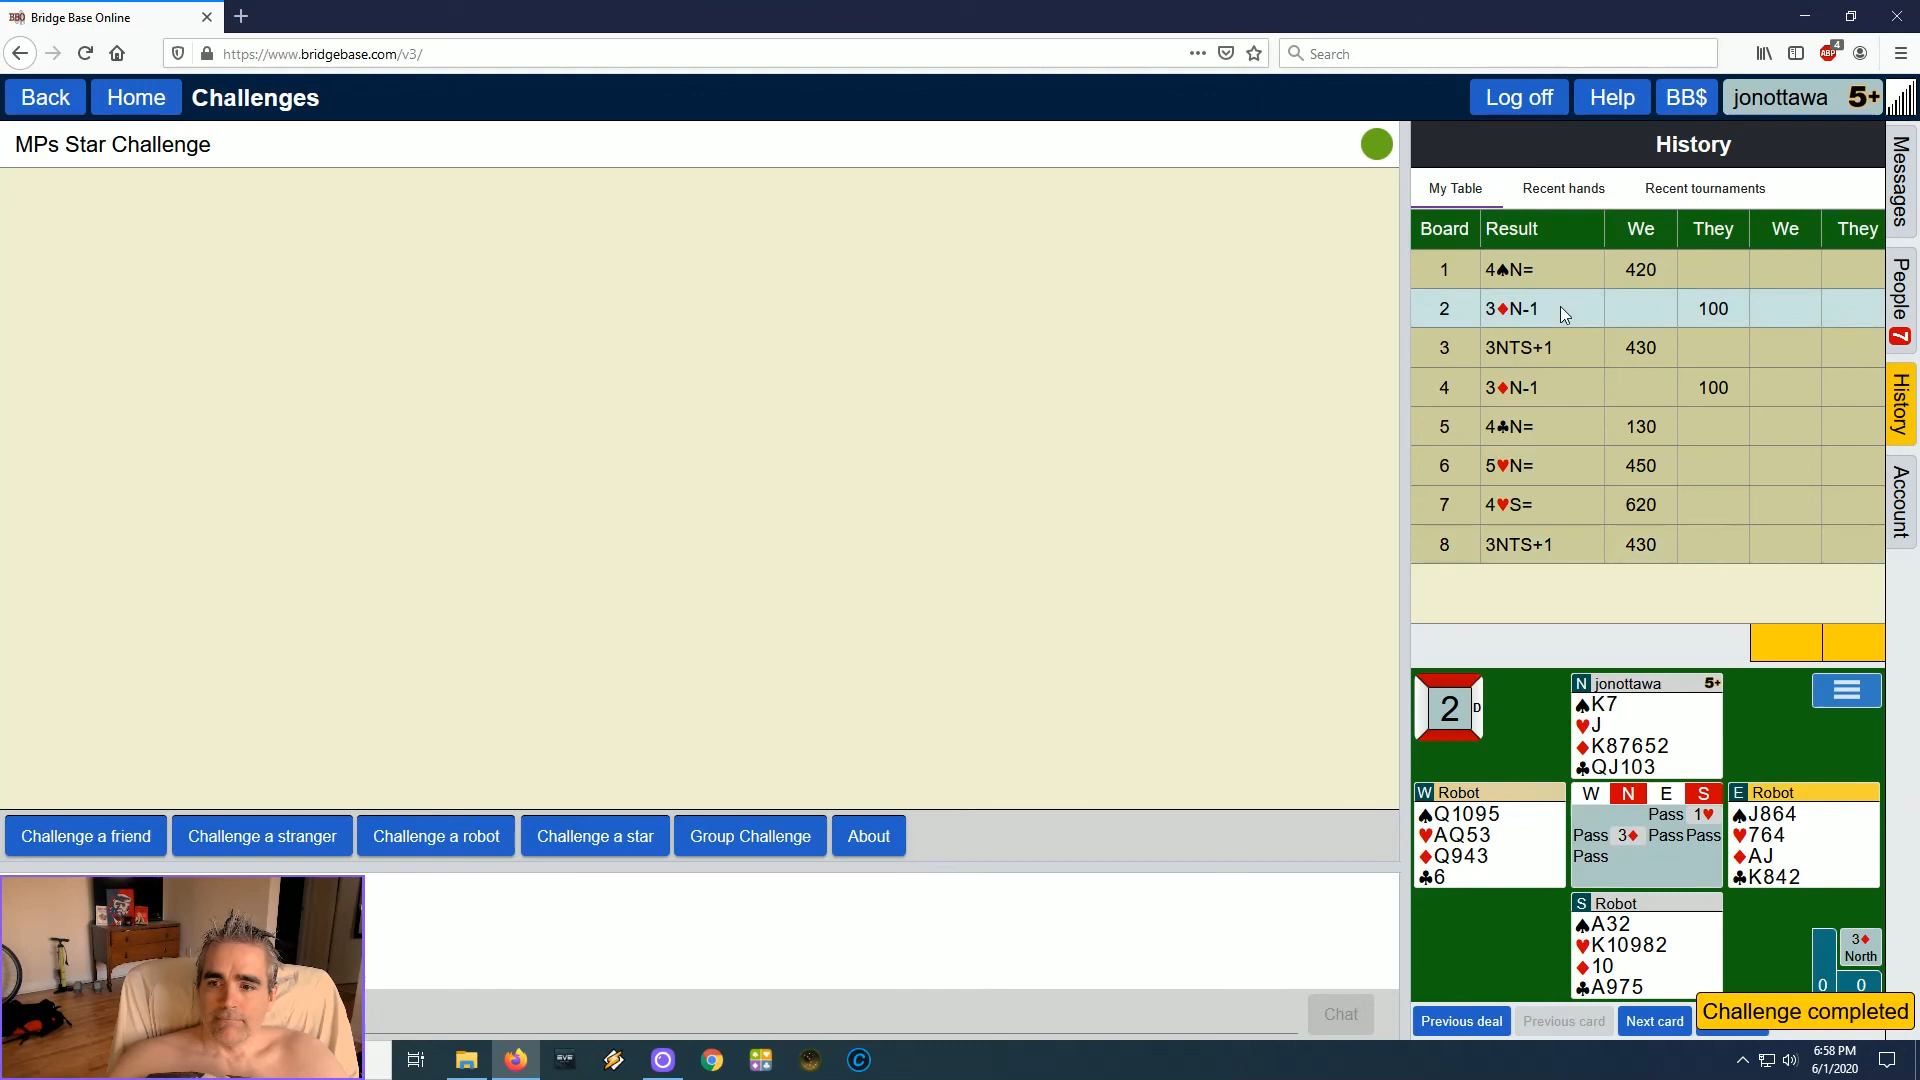 Bridge Base Online
https://www.bridgebase.com/v3/
Search
ABP
4
Back
Home
Challenges
Log off
Help
BB$
jonottawa 5+
MPs Star Challenge
History
My Table
Recent hands
Recent tournaments
Board Result We They We They
1 4♠N= 420
2 3♦N-1 100
3 3NTS+1 430
4 3♦N-1 100
5 4♣N= 130
6 5♥N= 450
7 4♥S= 620
8 3NTS+1 430
Messages
People 7
History
Account
2 D
N jonottawa 5+
♠K7
♥J
♦K87652
♣QJ103
W Robot
♠Q1095
♥AQ53
♦Q943
♣6
W N E S
Pass 1♥
Pass 3♦ Pass Pass
Pass
E Robot
♠J864
♥764
♦AJ
♣K842
S Robot
♠A32
♥K10982
♦10
♣A975
3♦
North
0 0
Challenge completed
Previous deal
Previous card
Next card
Challenge a friend
Challenge a stranger
Challenge a robot
Challenge a star
Group Challenge
About
Chat
EVE
6:58 PM
6/1/2020